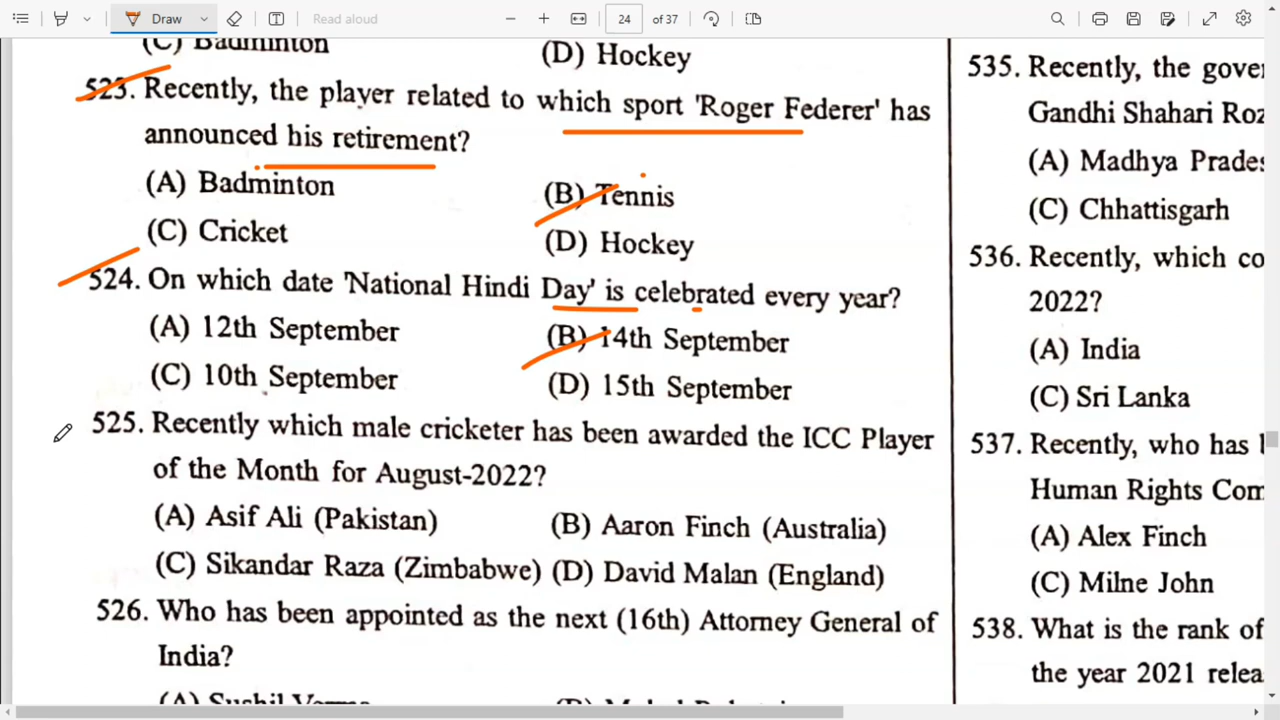 Draw
Read aloud
24 of 37
(C) Badminton
(D) Hockey
523. Recently, the player related to which sport 'Roger Federer' has
announced his retirement?
(A) Badminton
(B) Tennis
(C) Cricket
(D) Hockey
524. On which date 'National Hindi Day' is celebrated every year?
(A) 12th September
(B) 14th September
(C) 10th September
(D) 15th September
525. Recently which male cricketer has been awarded the ICC Player
of the Month for August-2022?
(A) Asif Ali (Pakistan)
(B) Aaron Finch (Australia)
(C) Sikandar Raza (Zimbabwe) (D) David Malan (England)
526. Who has been appointed as the next (16th) Attorney General of
India?
(A) Sushil
535. Recently, the gove
Gandhi Shahari Roz
(A) Madhya Prades
(C) Chhattisgarh
536. Recently, which co
2022?
(A) India
(C) Sri Lanka
537. Recently, who has
Human Rights Com
(A) Alex Finch
(C) Milne John
538. What is the rank of
the year 2021 relea